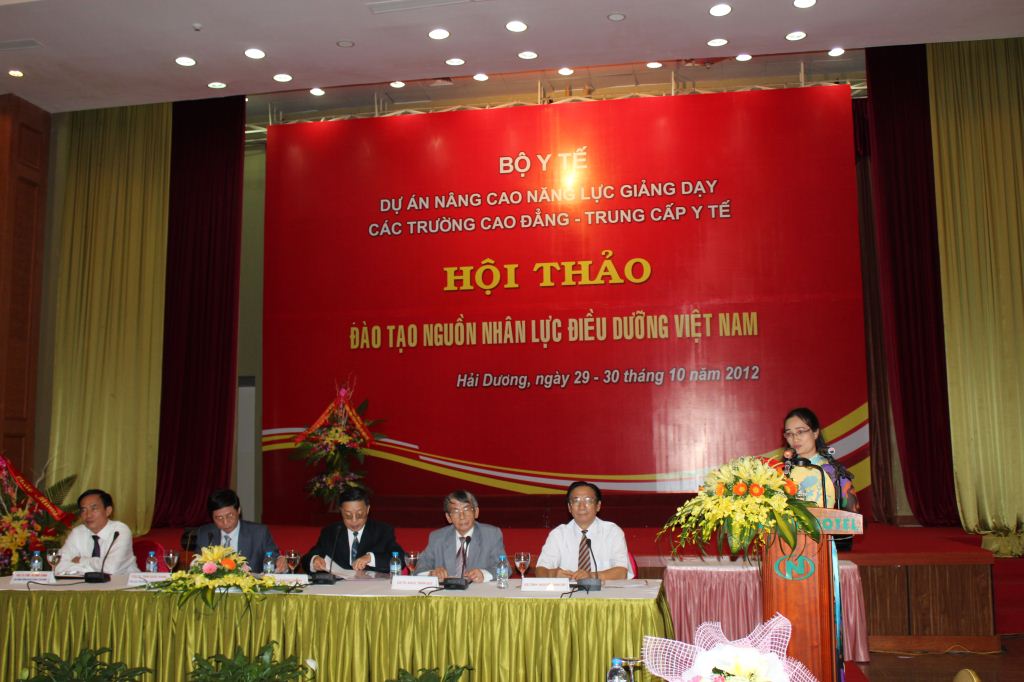 BỘ Y TẾ
DỰ ÁN NÂNG CAO NĂNG LỰC GIẢNG DẠY
CÁC TRƯỜNG CAO ĐẲNG - TRUNG CẤP Y TẾ
HỘI THẢO
ĐÀO TẠO NGUỒN NHÂN LỰC ĐIỀU DƯỠNG VIỆT NAM
Hải Dương, ngày 29 - 30 tháng 10 năm 2012
N